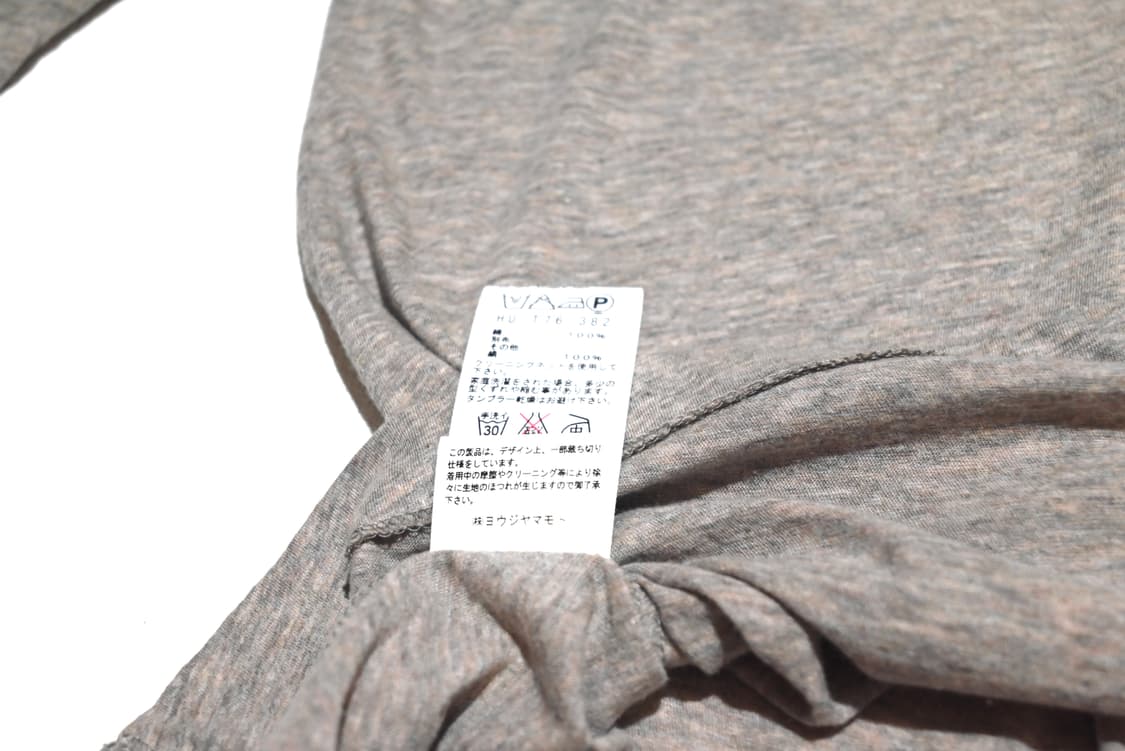 P
HU T76 382
綿 100%
別布
その他
綿 100%
クリーニングネットを使用して
下さい。
家庭洗濯をされた場合、多少の
型くずれや縮む事があります。
タンブラー乾燥はお避け下さい。
手洗イ
30
この製品は、デザイン上、一部裁ち切り
仕様をしています。
着用中の摩擦やクリーニング等により徐
々に生地のほつれが生じますので御了承
下さい。
㈱ヨウジヤマモト